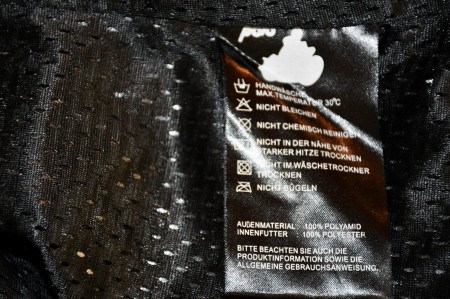 HANDWÄSCHE
MAX.TEMPERATUR 30°C
NICHT BLEICHEN
NICHT CHEMISCH REINIGEN
NICHT IN DER NÄHE VON
STARKER HITZE TROCKNEN
NICHT IM WÄSCHETROCKNER
TROCKNEN
NICHT BÜGELN
AUßENMATERIAL : 100% POLYAMID
INNENFUTTER : 100% POLYESTER
BITTE BEACHTEN SIE AUCH DIE
PRODUKTINFORMATION SOWIE DIE
ALLGEMEINE GEBRAUCHSANWEISUNG.